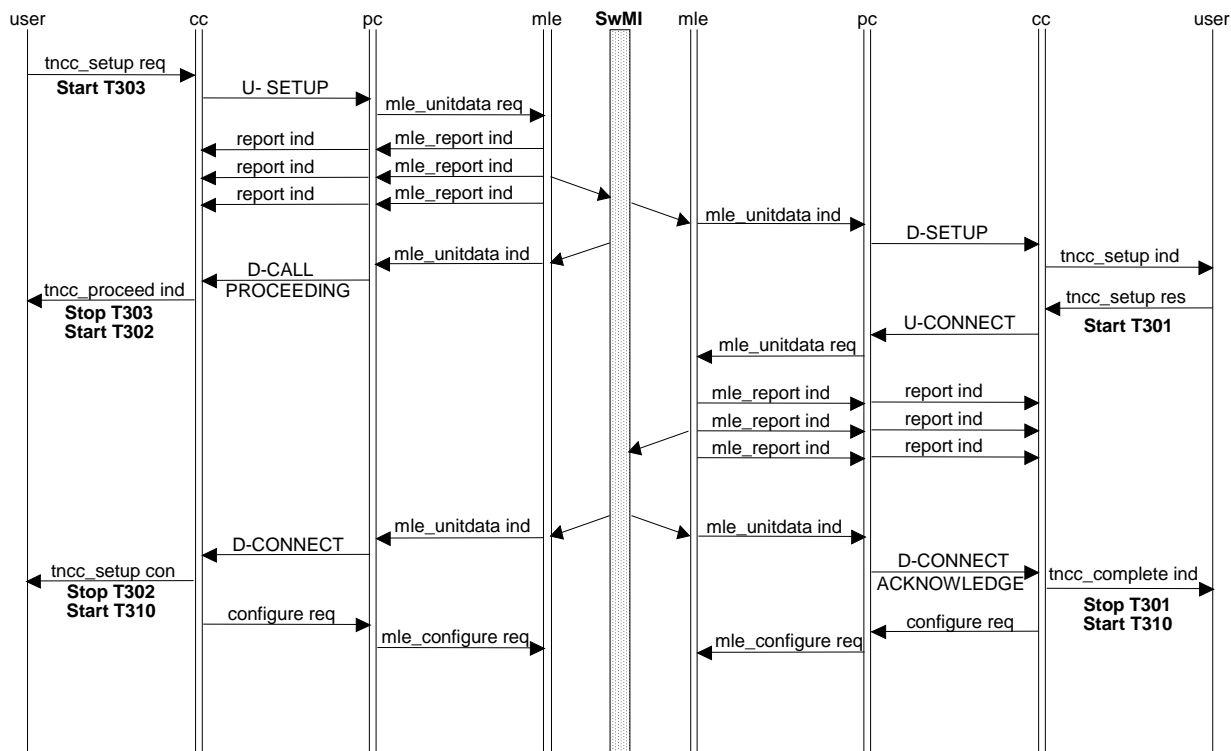 user cc pc mle SwMI mle pc cc user
tncc_setup req
Start T303
U- SETUP
mle_unitdata req
report ind mle_report ind
report ind mle_report ind
report ind mle_report ind
mle_unitdata ind
D-SETUP
tncc_setup ind
mle_unitdata ind
D-CALL
PROCEEDING
tncc_proceed ind
Stop T303
Start T302
tncc_setup res
Start T301
U-CONNECT
mle_unitdata req
mle_report ind report ind
mle_report ind report ind
mle_report ind report ind
mle_unitdata ind mle_unitdata ind
D-CONNECT
D-CONNECT
ACKNOWLEDGE
tncc_setup con
Stop T302
Start T310
tncc_complete ind
Stop T301
Start T310
configure req
mle_configure req
configure req
mle_configure req